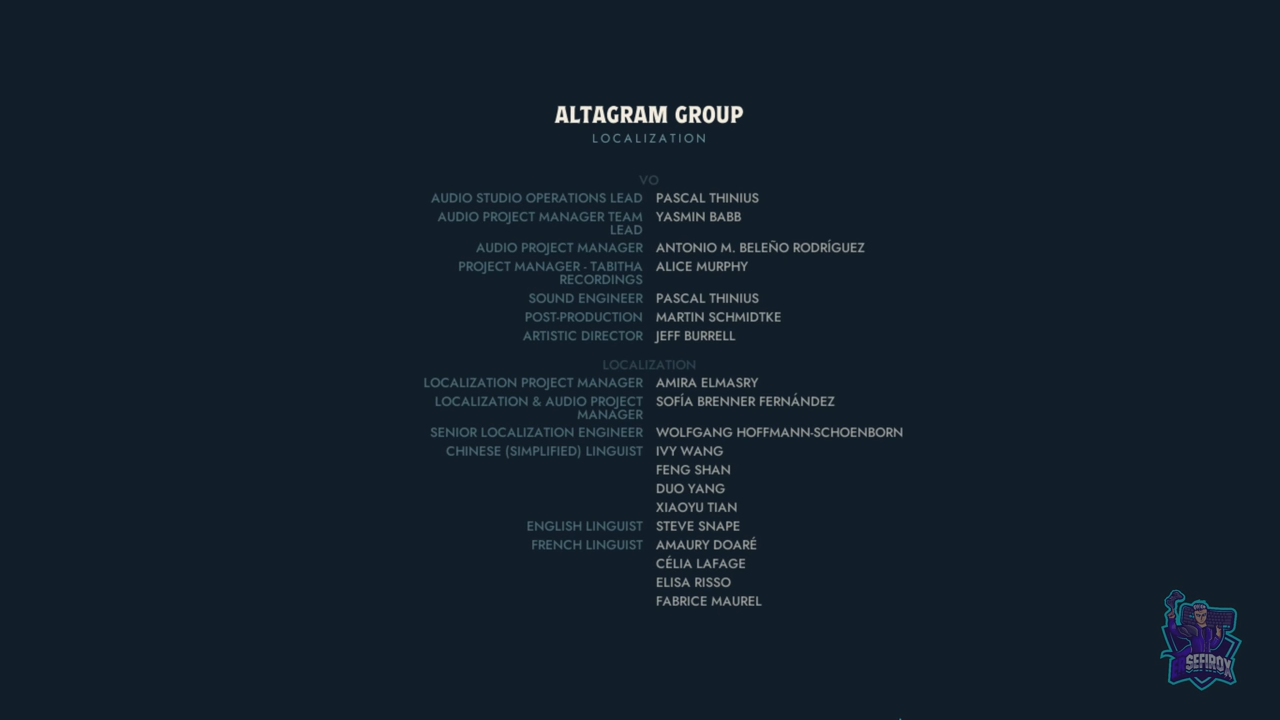 ALTAGRAM GROUP
LOCALIZATION
VO
AUDIO STUDIO OPERATIONS LEAD PASCAL THINIUS
AUDIO PROJECT MANAGER TEAM YASMIN BABB
LEAD
AUDIO PROJECT MANAGER ANTONIO M. BELEÑO RODRÍGUEZ
PROJECT MANAGER - TABITHA ALICE MURPHY
RECORDINGS
SOUND ENGINEER PASCAL THINIUS
POST-PRODUCTION MARTIN SCHMIDTKE
ARTISTIC DIRECTOR JEFF BURRELL
LOCALIZATION
LOCALIZATION PROJECT MANAGER AMIRA ELMASRY
LOCALIZATION & AUDIO PROJECT SOFÍA BRENNER FERNÁNDEZ
MANAGER
SENIOR LOCALIZATION ENGINEER WOLFGANG HOFFMANN-SCHOENBORN
CHINESE (SIMPLIFIED) LINGUIST IVY WANG
FENG SHAN
DUO YANG
XIAOYU TIAN
ENGLISH LINGUIST STEVE SNAPE
FRENCH LINGUIST AMAURY DOARÉ
CÉLIA LAFAGE
ELISA RISSO
FABRICE MAUREL
SEFIROX